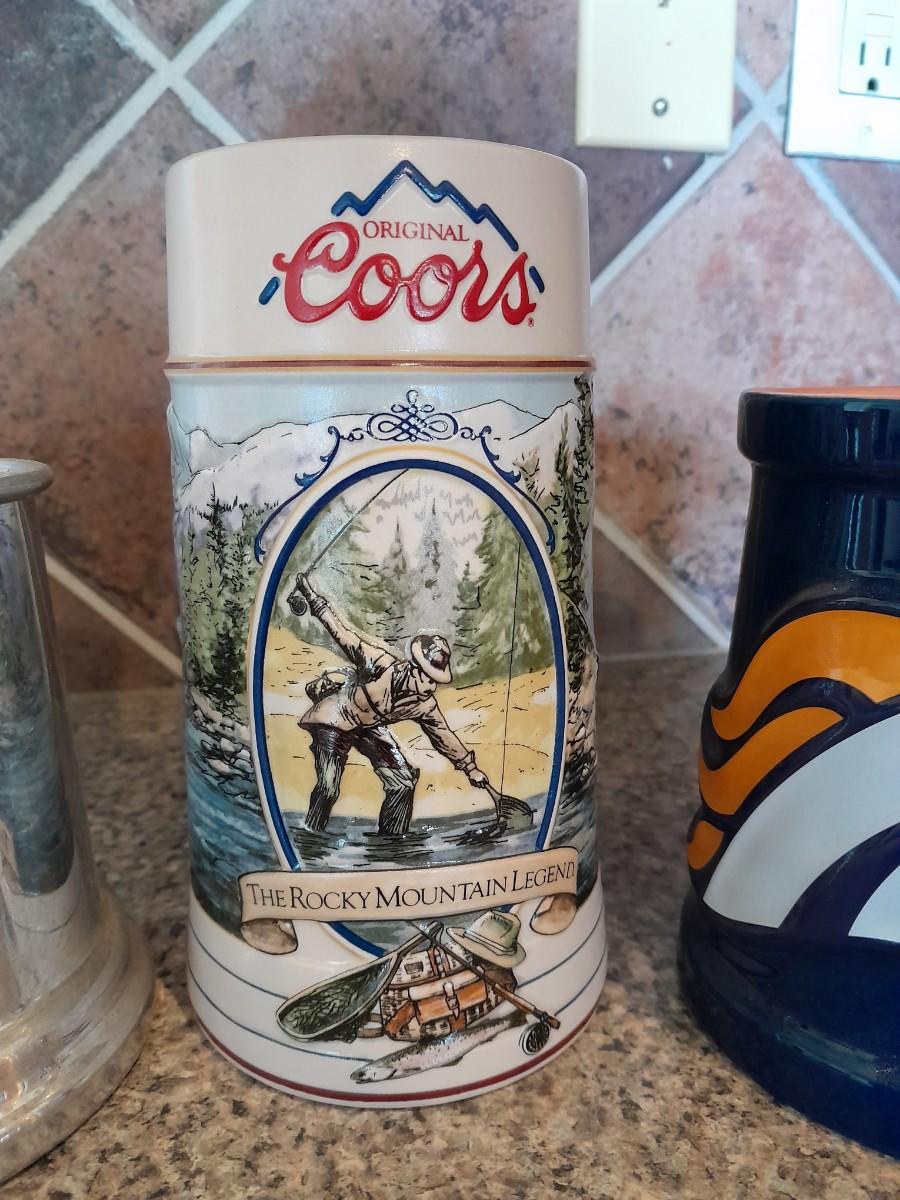 ORIGINAL
Coors®
THE ROCKY MOUNTAIN LEGEND.